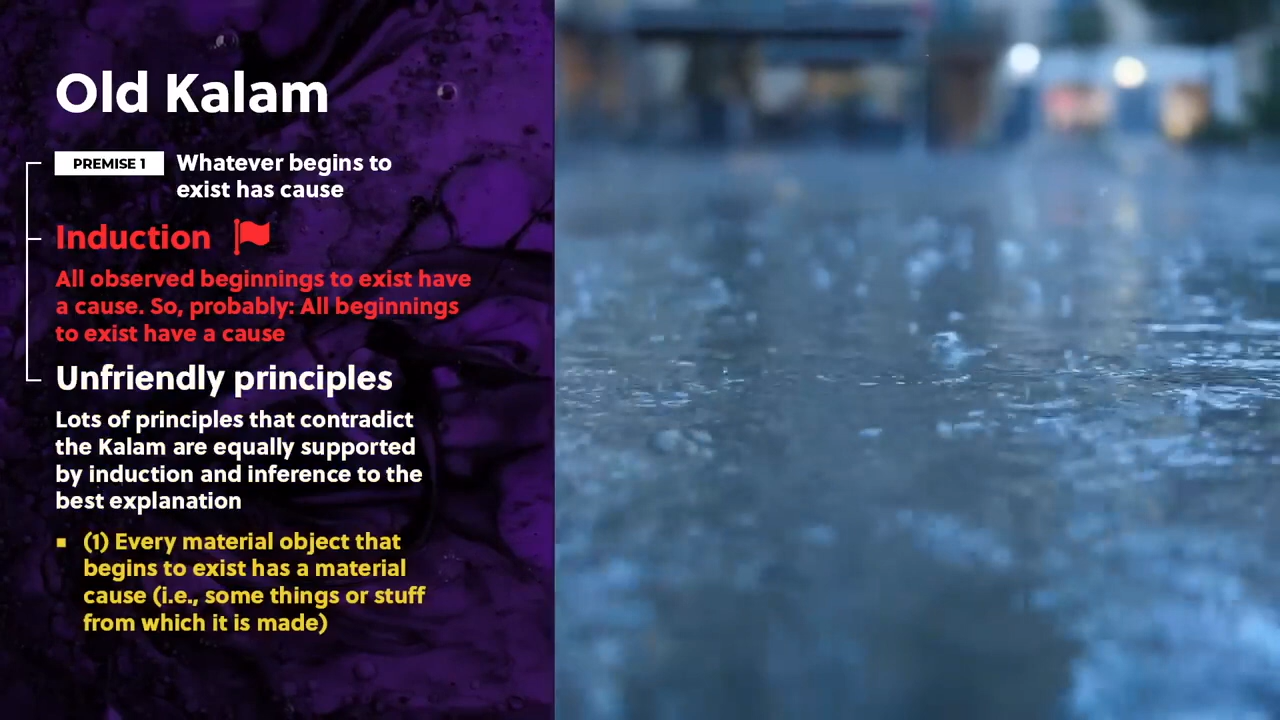 Old Kalam
PREMISE 1 Whatever begins to
exist has cause
Induction
All observed beginnings to exist have
a cause. So, probably: All beginnings
to exist have a cause
Unfriendly principles
Lots of principles that contradict
the Kalam are equally supported
by induction and inference to the
best explanation
▪ (1) Every material object that
begins to exist has a material
cause (i.e., some things or stuff
from which it is made)